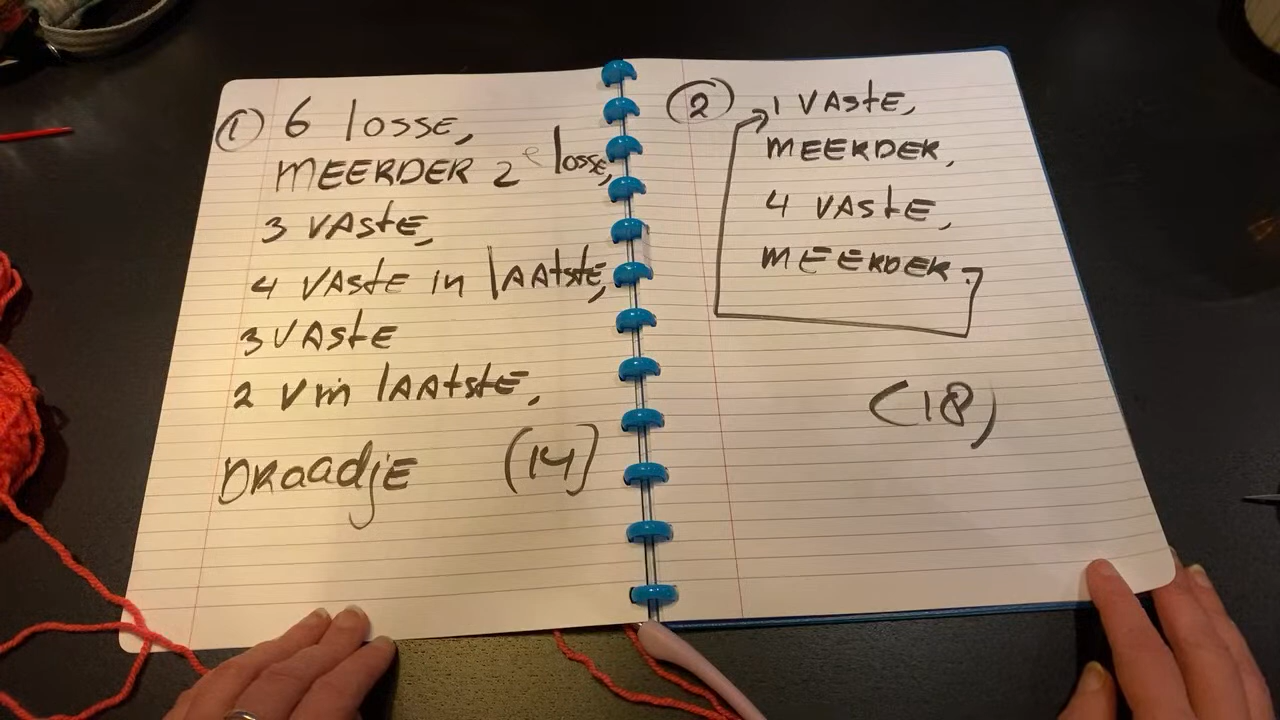 ① 6 losse,
MEERDER 2e losse,
3 VASTE,
4 VASTE IN LAATSTE,
3 VASTE
2 V in LAATSTE.
DRAADJE (14)
② 1 VASTE,
MEERDER,
4 VASTE,
MEERDER
(18)